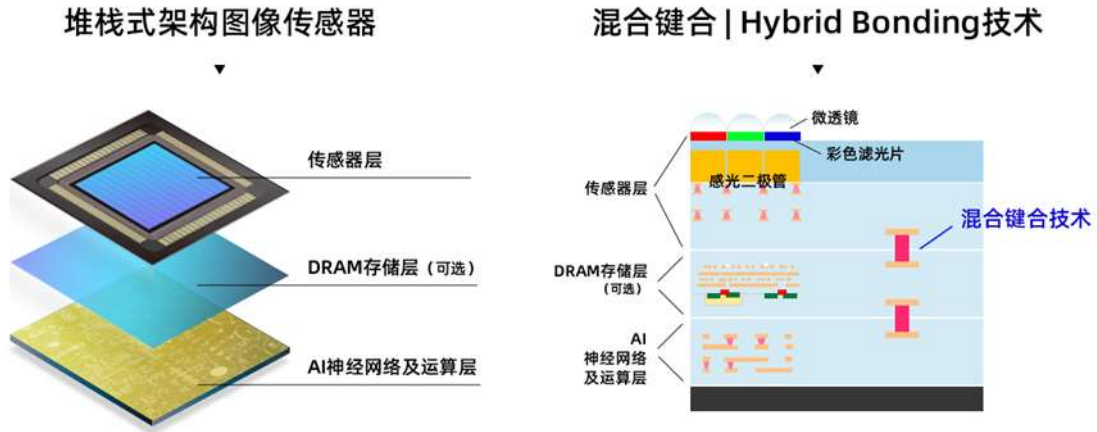 堆栈式架构图像传感器
混合键合 | Hybrid Bonding技术
传感器层
DRAM存储层（可选）
AI神经网络及运算层
微透镜
彩色滤光片
感光二极管
传感器层
混合键合技术
DRAM存储层
（可选）
AI
神经网络
及运算层